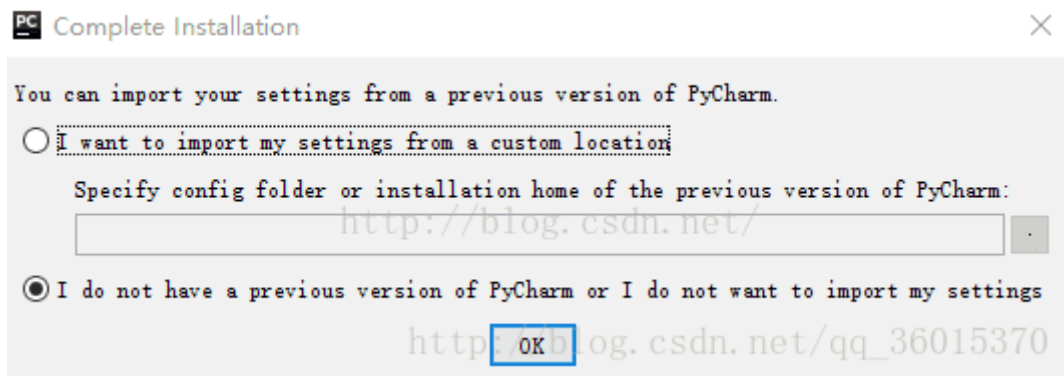 PC Complete Installation
You can import your settings from a previous version of PyCharm.
I want to import my settings from a custom location
Specify config folder or installation home of the previous version of PyCharm:
http://blog.csdn.net/
.
I do not have a previous version of PyCharm or I do not want to import my settings
OK
http://blog.csdn.net/qq_36015370